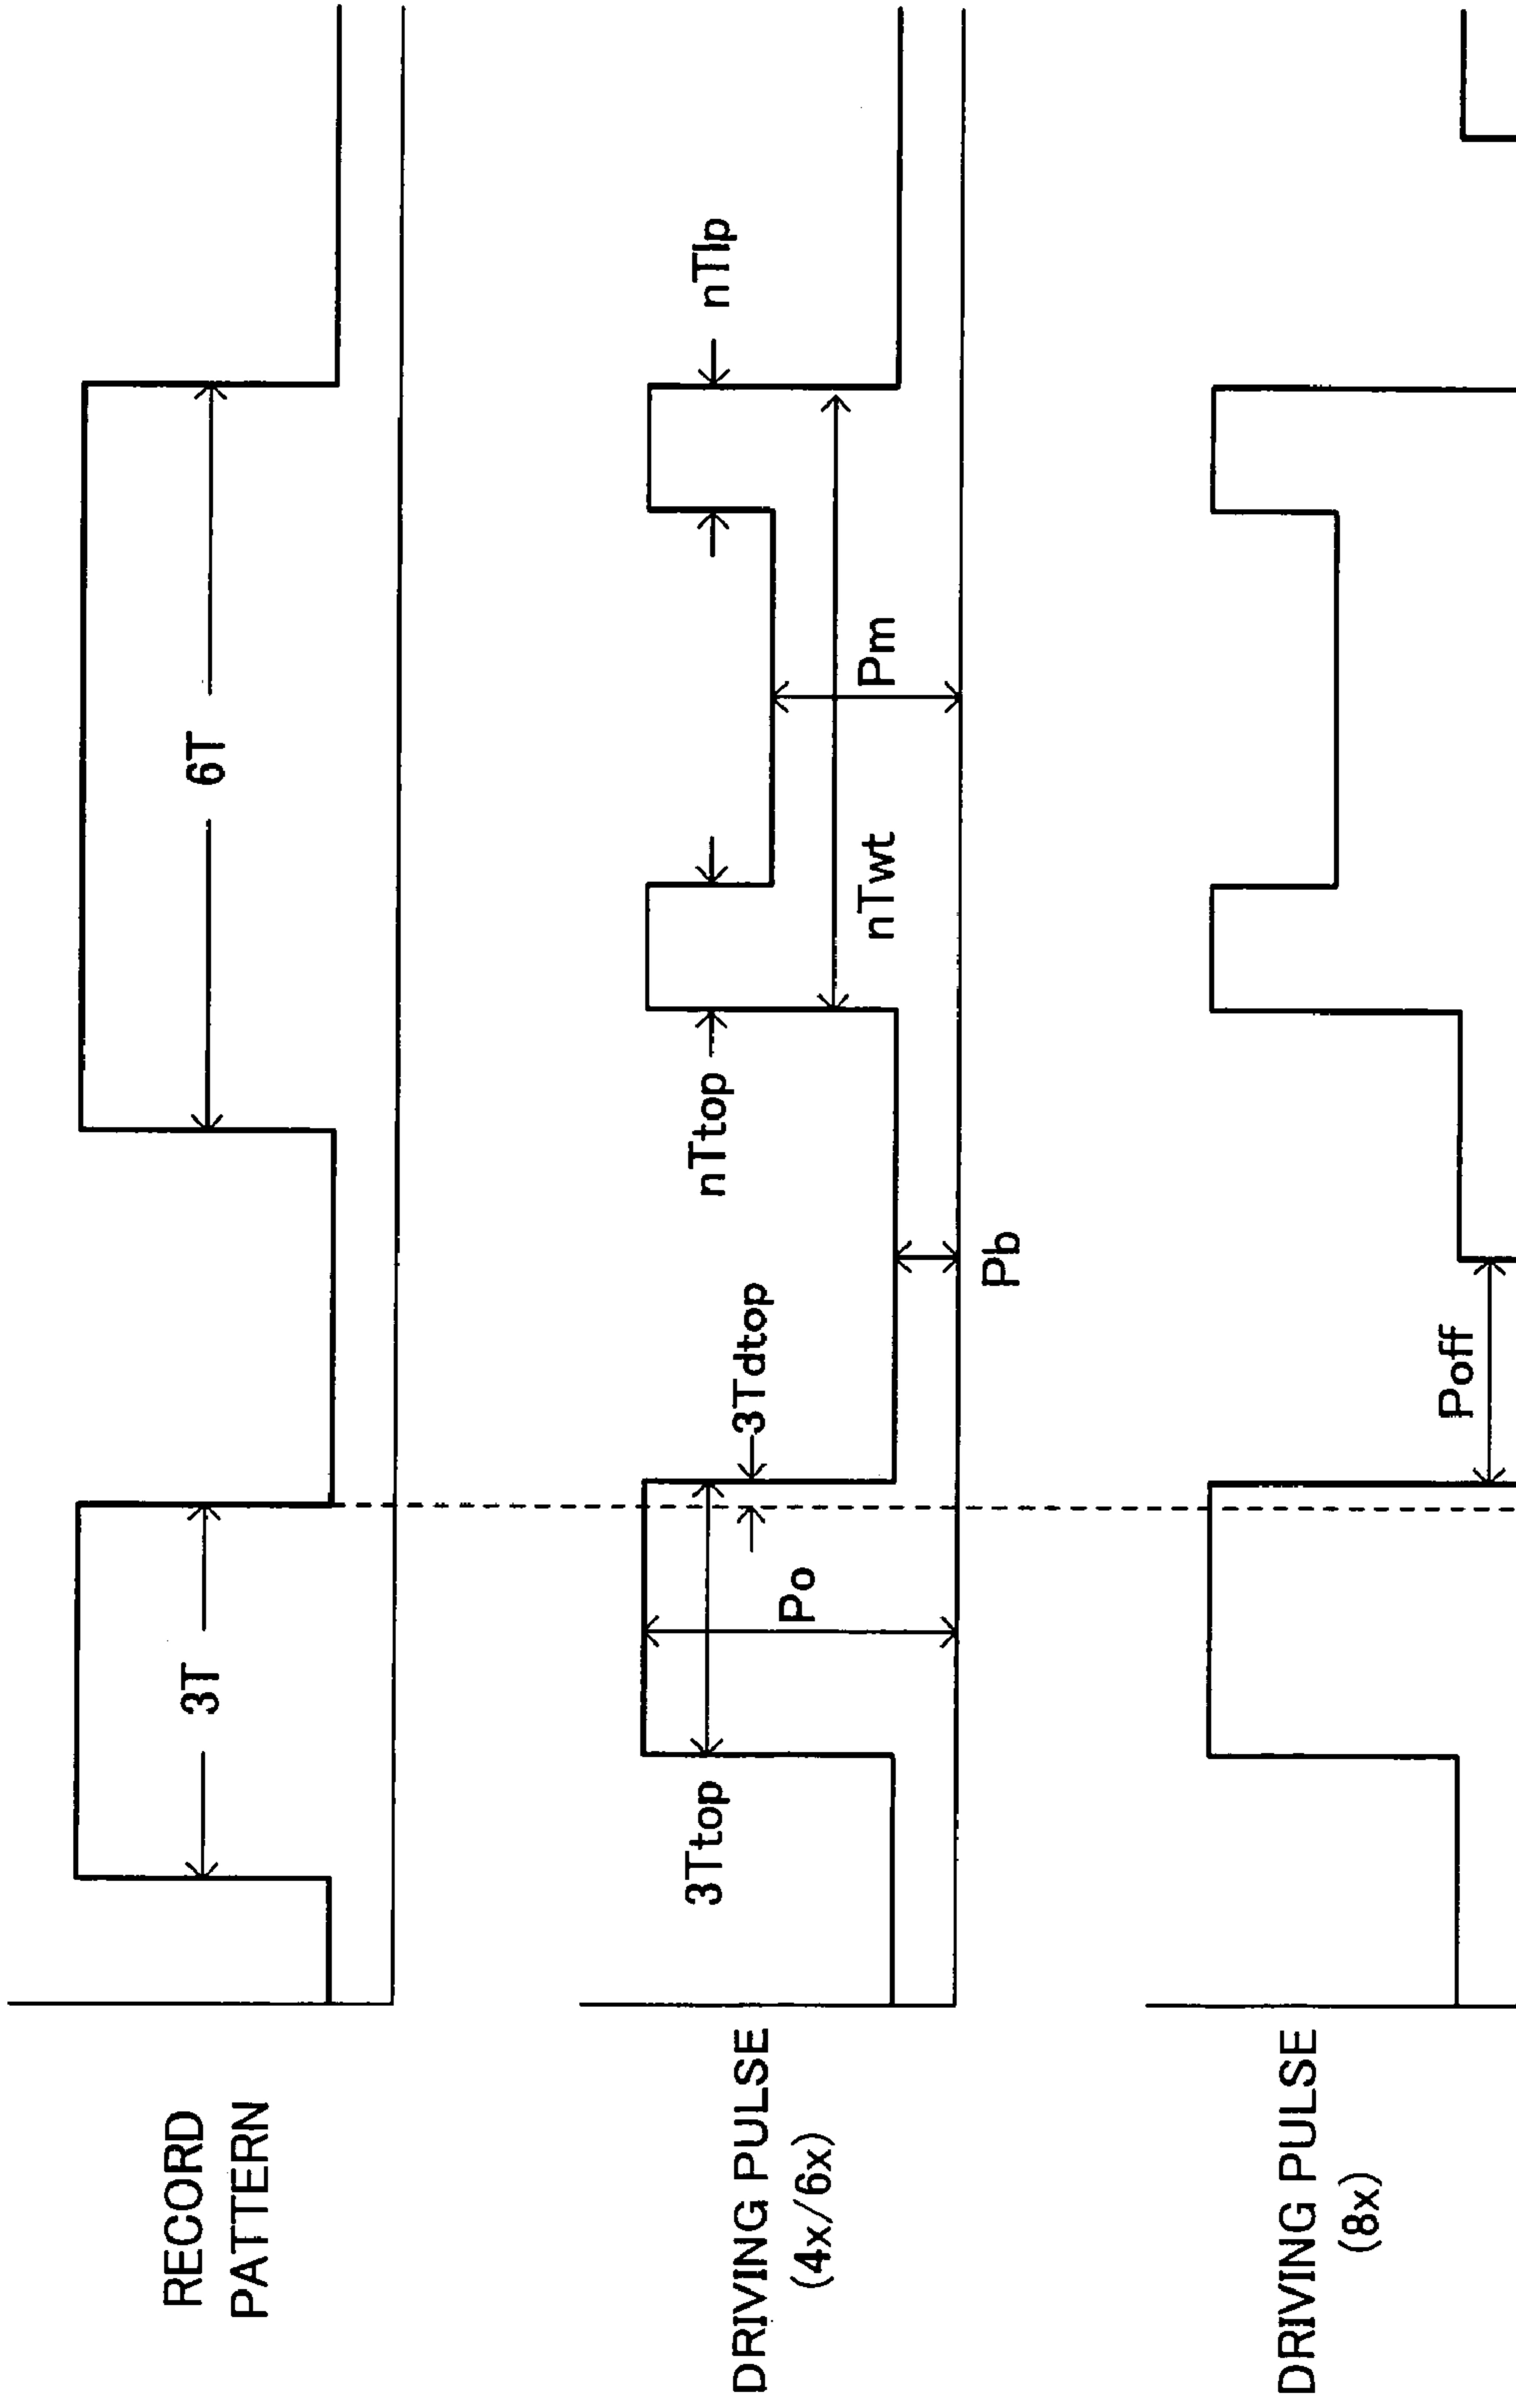 RECORD
PATTERN
3T
6T
DRIVING PULSE
(4x/6x)
3Ttop
Po
3Tdtop
Pb
nTtop
nTwt
Pm
nTlp
DRIVING PULSE
(8x)
Poff